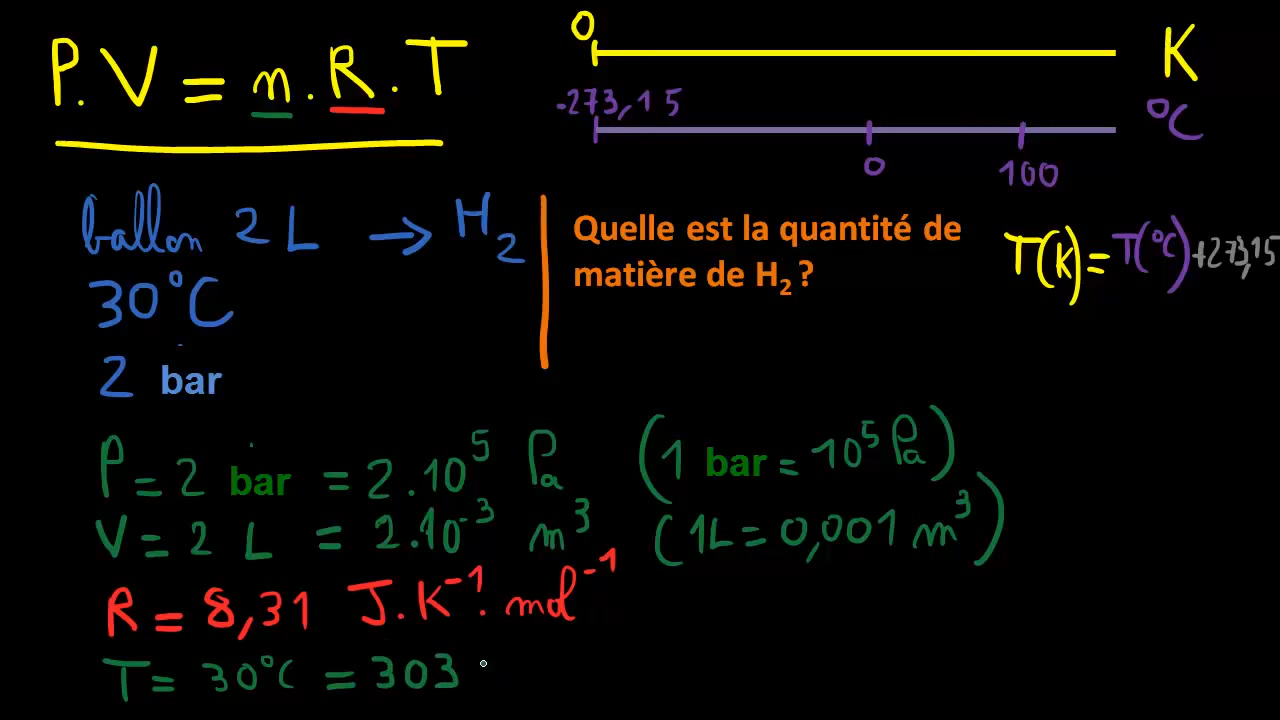 P.V = n.R.T
0
K
-273,15
0
100
°C
ballon 2L → H2
30°C
2 bar
Quelle est la quantité de
matière de H2 ?
T(K) = T(°C) +273,15
P = 2 bar = 2.10^5 Pa (1 bar = 10^5 Pa)
V = 2 L = 2.10^-3 m^3 (1L = 0,001 m^3)
R = 8,31 J.K^-1.mol^-1
T = 30°C = 303